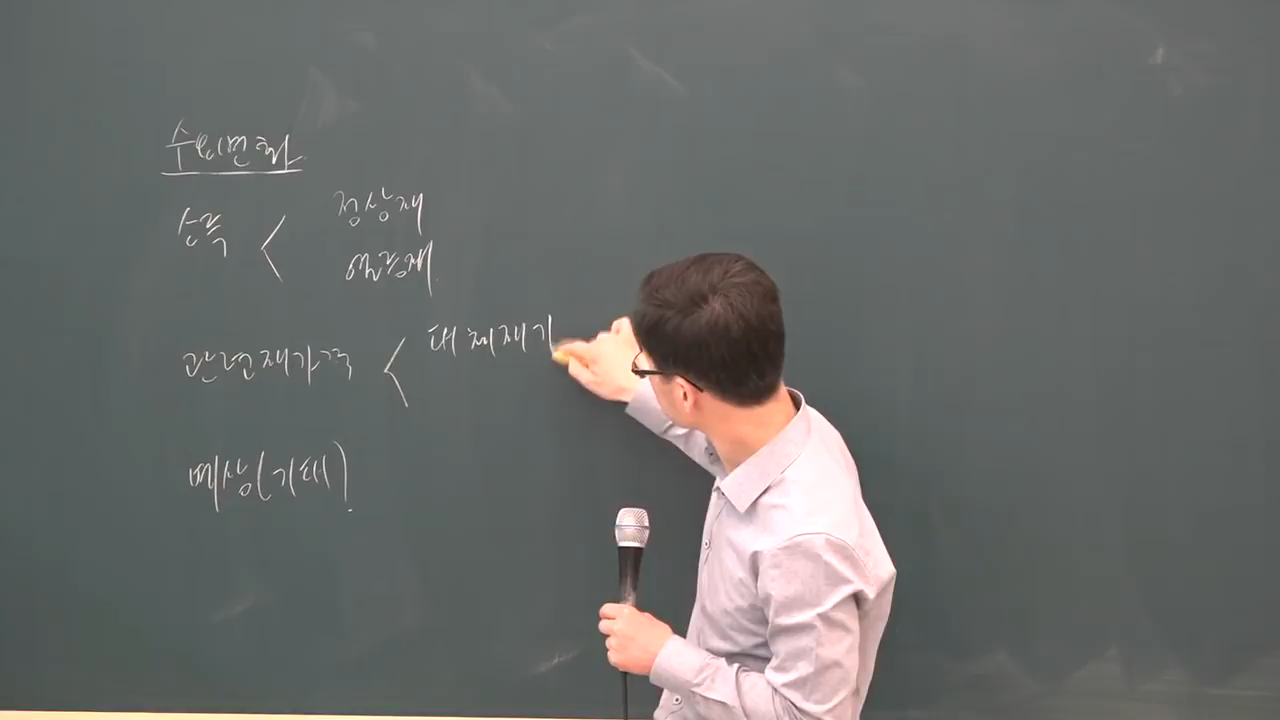 수요변화
소득 < 정상재
열등재
관련재가격 < 대체재가
예상(기대)